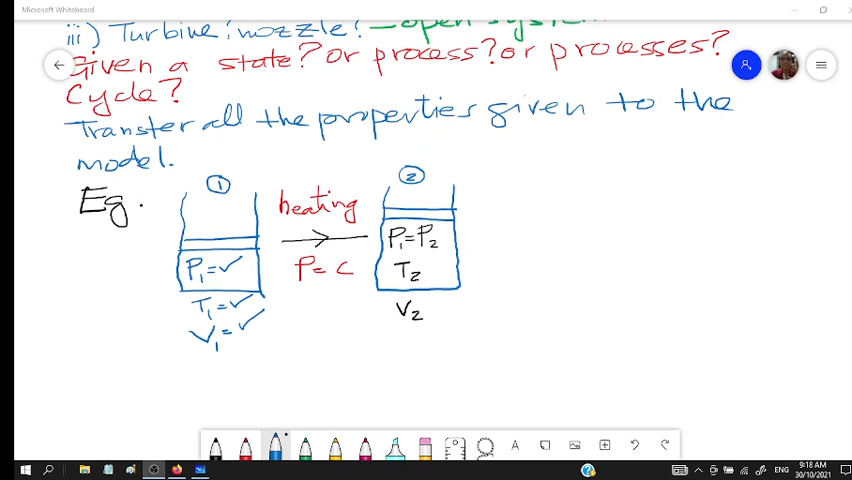 Microsoft Whiteboard
iii) Turbine? nozzle? - open system
Given a state? or process? or processes?
Cycle?
Transfer all the properties given to the
model.
Eg.
① heating ②
P₁=✓ P=C P₁=P₂
T₁=✓ T₂
V₁=✓ V₂
A
ENG
9:18 AM
30/10/2021